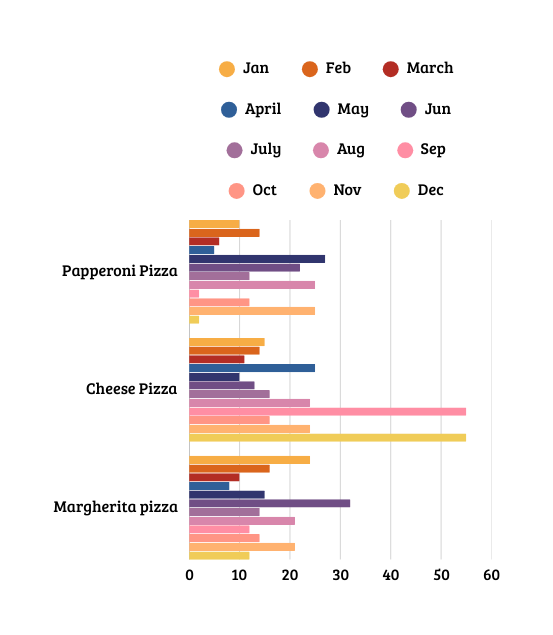 Jan Feb March
April May Jun
July Aug Sep
Oct Nov Dec
Papperoni Pizza
Cheese Pizza
Margherita pizza
0 10 20 30 40 50 60